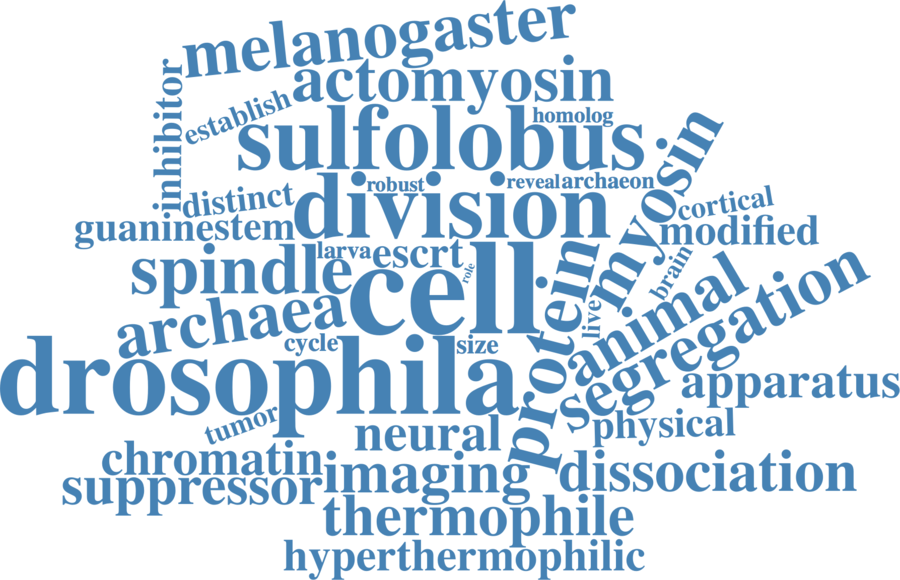 melanogaster
actomyosin
inhibitor
establish
homolog
sulfolobus
myosin
robust
reveal
archaeon
distinct
division
cortical
guanine
stem
modified
larva
escrt
spindle
role
cell
brain
protein
live
animal
archaea
segregation
cycle
size
drosophila
apparatus
tumor
physical
neural
chromatin
imaging
dissociation
suppressor
thermophile
hyperthermophilic